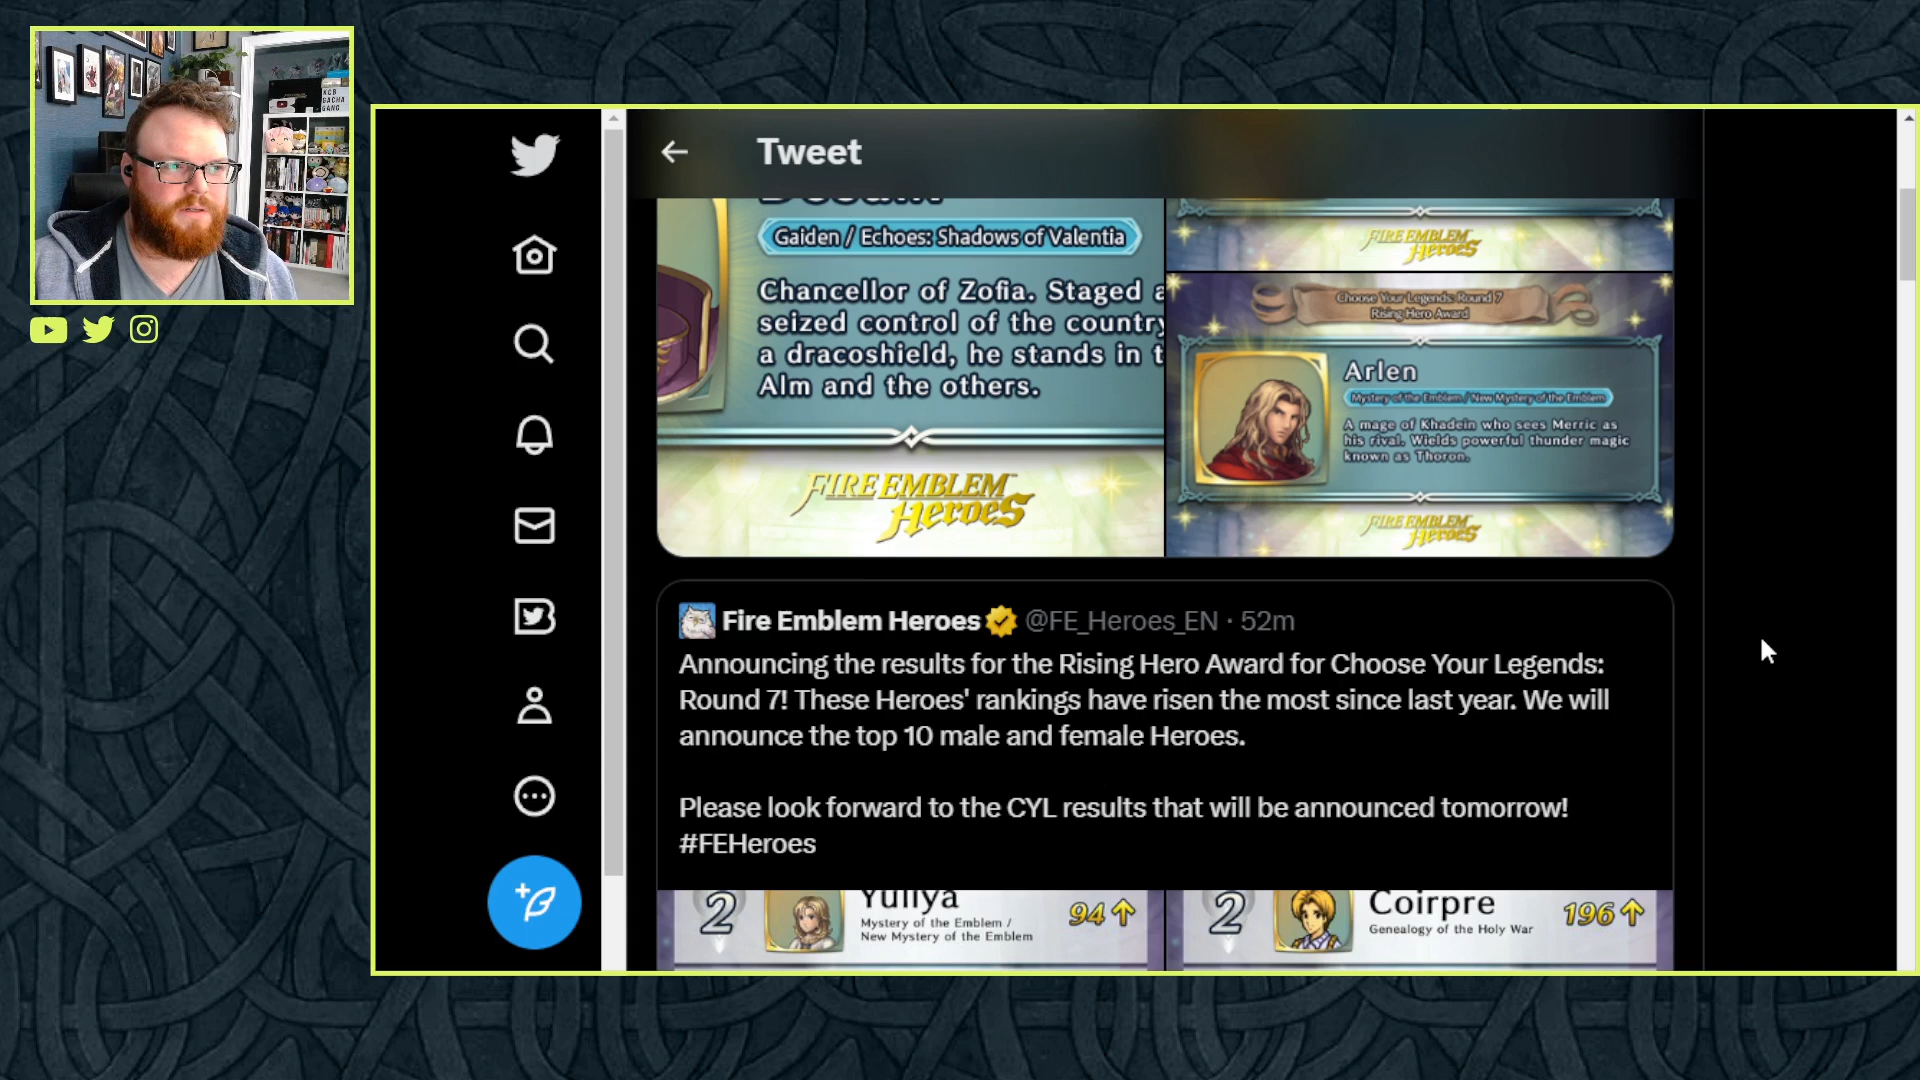 KCB
GACHA
GANG
Tweet
Gaiden / Echoes: Shadows of Valentia
Chancellor of Zofia. Staged a
seized control of the country
a dracoshield, he stands in t
Alm and the others.
FIRE EMBLEM
Heroes
FIRE EMBLEM
Heroes
Choose Your Legends: Round 7
Rising Hero Award
Arlen
Mystery of the Emblem / New Mystery of the Emblem
A mage of Khadein who sees Merric as
his rival. Wields powerful thunder magic
known as Thoron.
FIRE EMBLEM
Heroes
Fire Emblem Heroes @FE_Heroes_EN · 52m
Announcing the results for the Rising Hero Award for Choose Your Legends:
Round 7! These Heroes' rankings have risen the most since last year. We will
announce the top 10 male and female Heroes.
Please look forward to the CYL results that will be announced tomorrow!
#FEHeroes
2
Yuliya
Mystery of the Emblem /
New Mystery of the Emblem
94
2
Coirpre
Genealogy of the Holy War
196